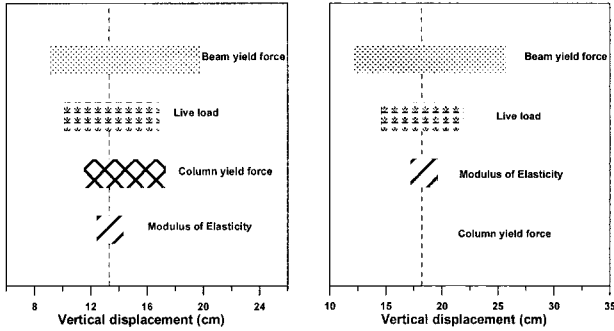 Beam yield force
Live load
Column yield force
Modulus of Elasticity
8 12 16 20 24
Vertical displacement (cm)
Beam yield force
Live load
Modulus of Elasticity
Column yield force
10 15 20 25 30 35
Vertical displacement (cm)